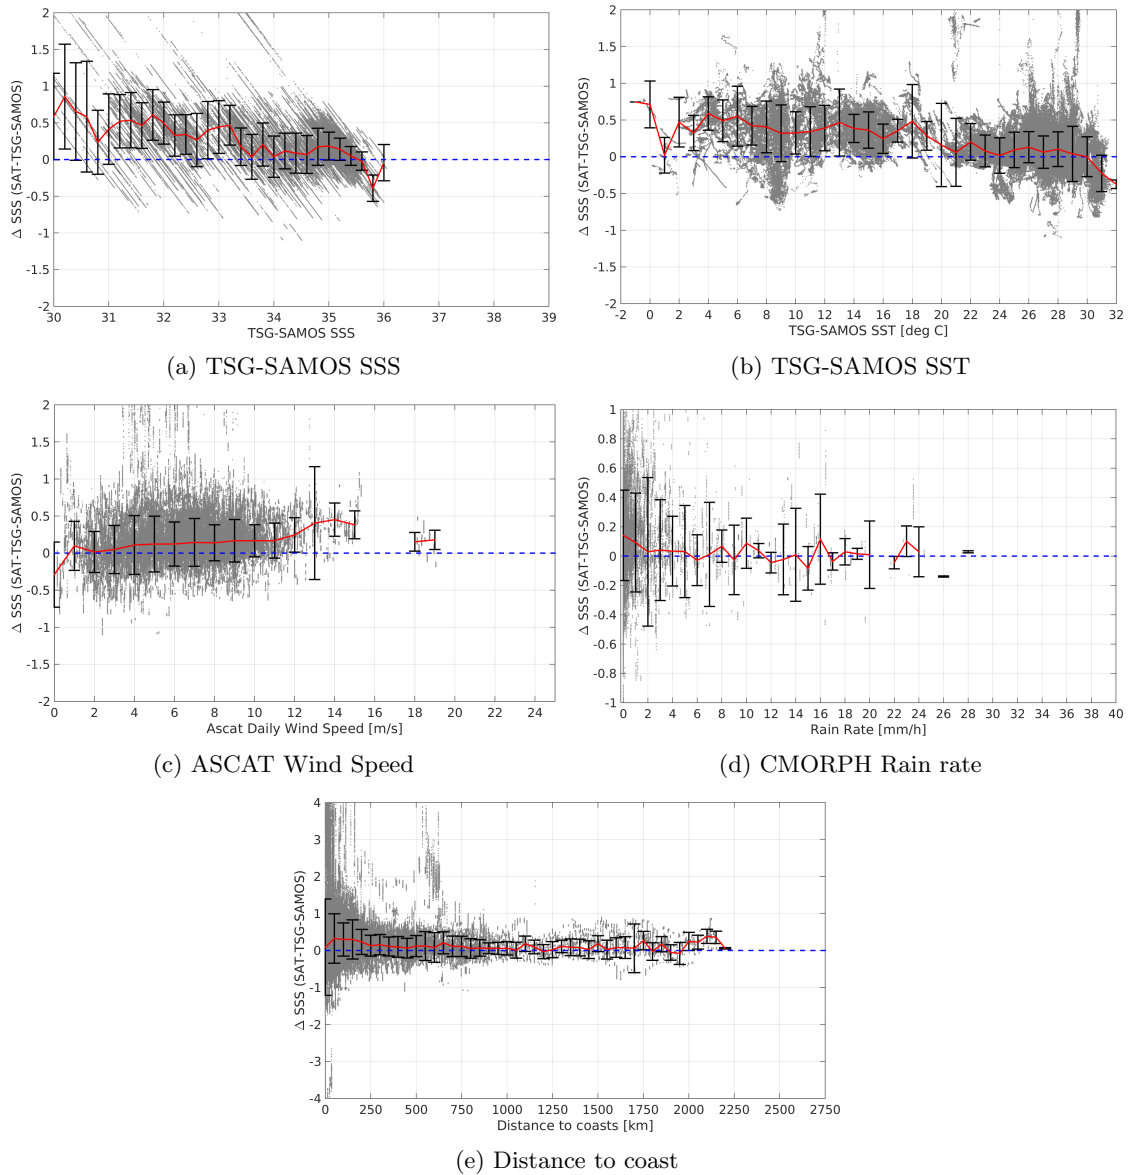 2
1.5
1
0.5
0
-0.5
-1
-1.5
-2
Δ SSS (SAT-TSG-SAMOS)
30 31 32 33 34 35 36 37 38 39
TSG-SAMOS SSS
(a) TSG-SAMOS SSS
2
1.5
1
0.5
0
-0.5
-1
-1.5
-2
Δ SSS (SAT-TSG-SAMOS)
-2 0 2 4 6 8 10 12 14 16 18 20 22 24 26 28 30 32
TSG-SAMOS SST [deg C]
(b) TSG-SAMOS SST
2
1.5
1
0.5
0
-0.5
-1
-1.5
-2
Δ SSS (SAT-TSG-SAMOS)
0 2 4 6 8 10 12 14 16 18 20 22 24
Ascat Daily Wind Speed [m/s]
(c) ASCAT Wind Speed
1
0.8
0.6
0.4
0.2
0
-0.2
-0.4
-0.6
-0.8
-1
Δ SSS (SAT-TSG-SAMOS)
0 2 4 6 8 10 12 14 16 18 20 22 24 26 28 30 32 34 36 38 40
Rain Rate [mm/h]
(d) CMORPH Rain rate
4
3
2
1
0
-1
-2
-3
-4
Δ SSS (SAT-TSG-SAMOS)
0 250 500 750 1000 1250 1500 1750 2000 2250 2500 2750
Distance to coasts [km]
(e) Distance to coast